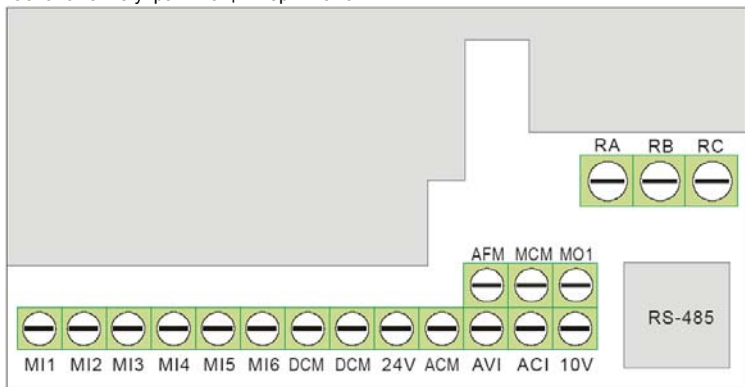 RA RB RC
AFM MCM MO1
RS-485
MI1 MI2 MI3 MI4 MI5 MI6 DCM DCM 24V ACM AVI ACI 10V